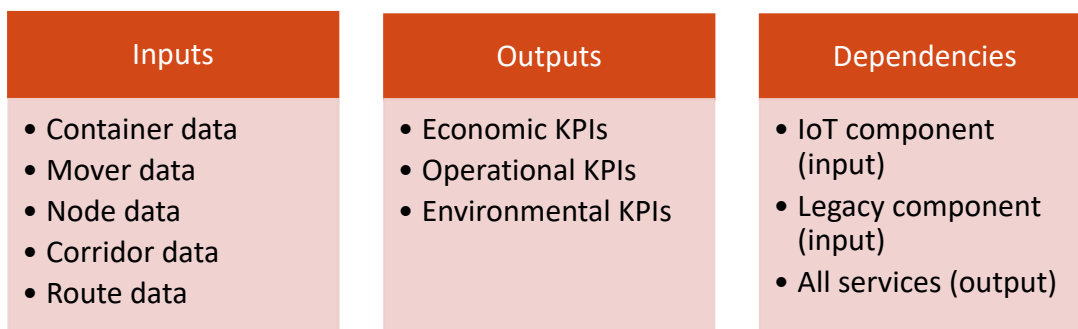 Inputs
• Container data
• Mover data
• Node data
• Corridor data
• Route data
Outputs
• Economic KPIs
• Operational KPIs
• Environmental KPIs
Dependencies
• IoT component
(input)
• Legacy component
(input)
• All services (output)